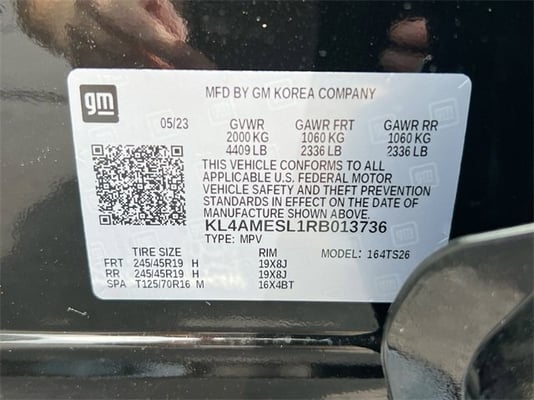 gm
MFD BY GM KOREA COMPANY
05/23 GVWR GAWR FRT GAWR RR
2000 KG 1060 KG 1060 KG
4409 LB 2336 LB 2336 LB
THIS VEHICLE CONFORMS TO ALL
APPLICABLE U.S. FEDERAL MOTOR
VEHICLE SAFETY AND THEFT PREVENTION
STANDARDS IN EFFECT ON THE DATE OF
MANUFACTURE SHOWN ABOVE.
KL4AMESL1RB013736
TYPE: MPV
TIRE SIZE RIM MODEL: 164TS26
FRT 245/45R19 H 19X8J
RR 245/45R19 H 19X8J
SPA T125/70R16 M 16X4BT